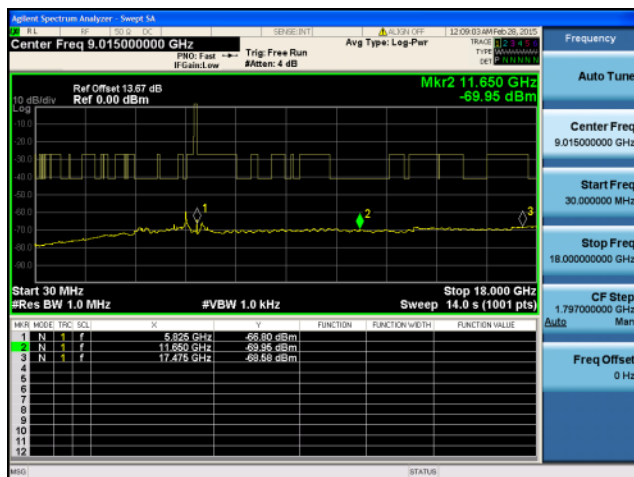 Agilent Spectrum Analyzer - Swept SA
RL RF 50 Ω DC SENSE:INT ALIGN OFF 12:09:03 AM Feb 28, 2015
Center Freq 9.015000000 GHz
PNO: Fast
IFGain:Low
Trig: Free Run
#Atten: 4 dB
Avg Type: Log-Pwr
TRACE 1 2 3 4 5 6
TYPE
DET P N N N N N
Ref Offset 13.67 dB
10 dB/div Ref 0.00 dBm
Log
Mkr2 11.650 GHz
-69.95 dBm
-10.0
-20.0
-30.0
-40.0
-50.0
-60.0
-70.0
-80.0
-90.0
1
2
3
Start 30 MHz Stop 18.000 GHz
#Res BW 1.0 MHz #VBW 1.0 kHz Sweep 14.0 s (1001 pts)
MKR MODE TRC SCL X Y FUNCTION FUNCTION WIDTH FUNCTION VALUE
1 N 1 f 5.825 GHz -66.80 dBm
2 N 1 f 11.650 GHz -69.95 dBm
3 N 1 f 17.475 GHz -68.58 dBm
4
5
6
7
8
9
10
11
12
MSG STATUS
Frequency
Auto Tune
Center Freq
9.015000000 GHz
Start Freq
30.000000 MHz
Stop Freq
18.000000000 GHz
CF Step
1.797000000 GHz
Auto Man
Freq Offset
0 Hz